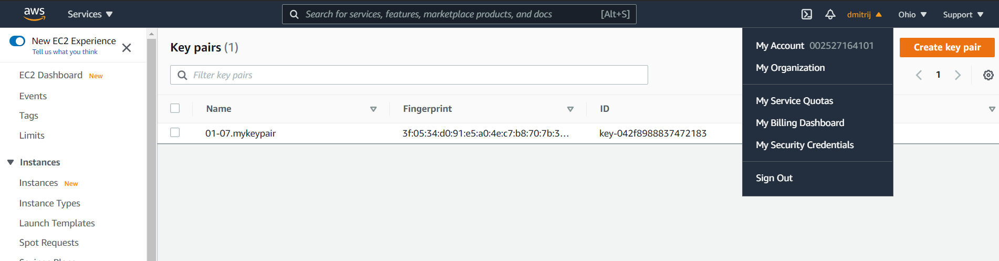 aws Services Search for services, features, marketplace products, and docs [Alt+S] dmitrij Ohio Support
New EC2 Experience
Tell us what you think
EC2 Dashboard New
Events
Tags
Limits
Instances
Instances New
Instance Types
Launch Templates
Spot Requests
Key pairs (1)
Create key pair
Filter key pairs
1
Name Fingerprint ID
01-07.mykeypair 3f:05:34:d0:91:e5:a0:4e:c7:b8:70:7b:3... key-042f8988837472183
My Account 002527164101
My Organization
My Service Quotas
My Billing Dashboard
My Security Credentials
Sign Out